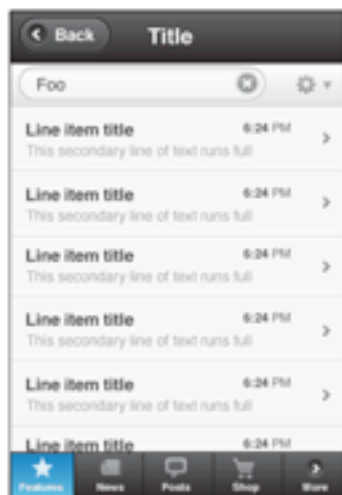 Back Title
Foo
Line item title 6:24 PM
This secondary line of text runs full
Line item title 6:24 PM
This secondary line of text runs full
Line item title 6:24 PM
This secondary line of text runs full
Line item title 6:24 PM
This secondary line of text runs full
Line item title 6:24 PM
This secondary line of text runs full
Line item title 6:24 PM
Features News Posts Shop More